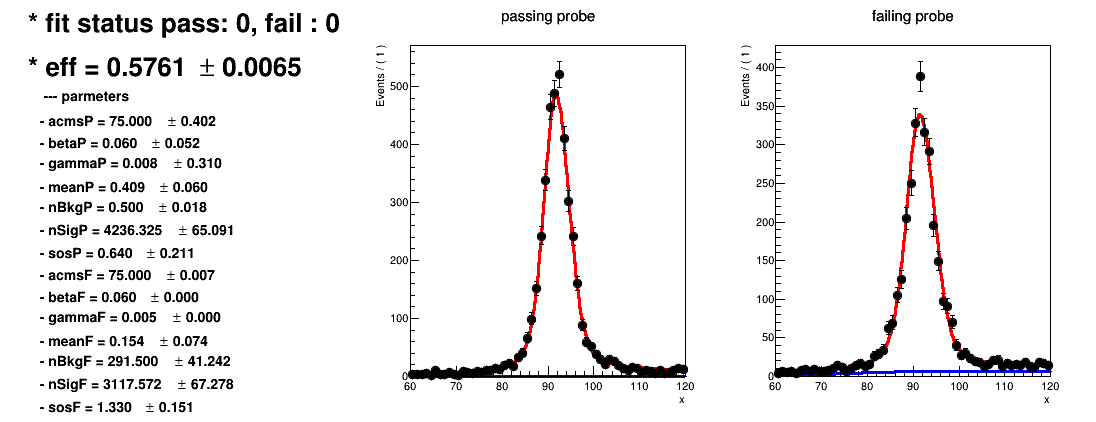 * fit status pass: 0, fail : 0
* eff = 0.5761 ± 0.0065
--- parmeters
- acmsP = 75.000 ± 0.402
- betaP = 0.060 ± 0.052
- gammaP = 0.008 ± 0.310
- meanP = 0.409 ± 0.060
- nBkgP = 0.500 ± 0.018
- nSigP = 4236.325 ± 65.091
- sosP = 0.640 ± 0.211
- acmsF = 75.000 ± 0.007
- betaF = 0.060 ± 0.000
- gammaF = 0.005 ± 0.000
- meanF = 0.154 ± 0.074
- nBkgF = 291.500 ± 41.242
- nSigF = 3117.572 ± 67.278
- sosF = 1.330 ± 0.151
passing probe
Events / ( 1 )
500
400
300
200
100
0
60 70 80 90 100 110 120
x
failing probe
Events / ( 1 )
400
350
300
250
200
150
100
50
0
60 70 80 90 100 110 120
x